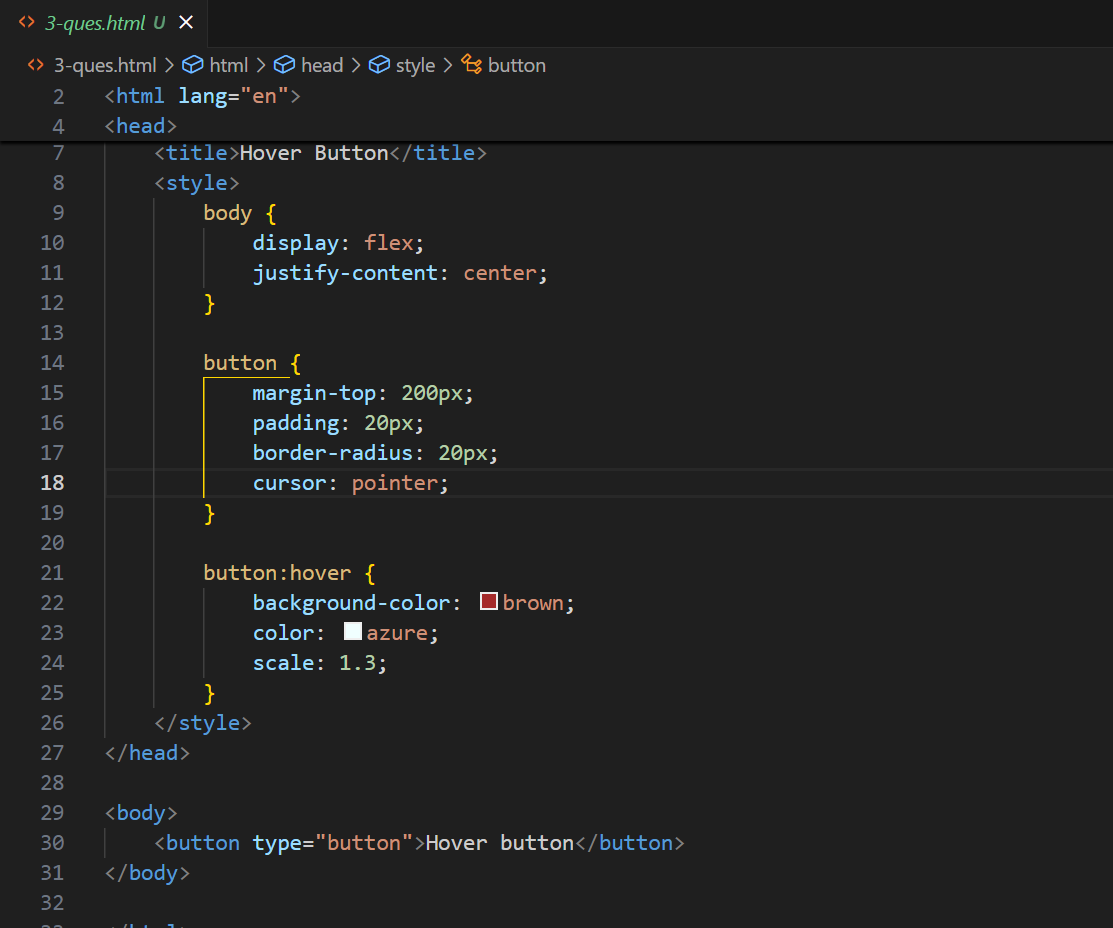 3-ques.html U
3-ques.html > html > head > style > button
2 <html lang="en">
4 <head>
7 <title>Hover Button</title>
8 <style>
9 body {
10 display: flex;
11 justify-content: center;
12 }
13
14 button {
15 margin-top: 200px;
16 padding: 20px;
17 border-radius: 20px;
18 cursor: pointer;
19 }
20
21 button:hover {
22 background-color: brown;
23 color: azure;
24 scale: 1.3;
25 }
26 </style>
27 </head>
28
29 <body>
30 <button type="button">Hover button</button>
31 </body>
32